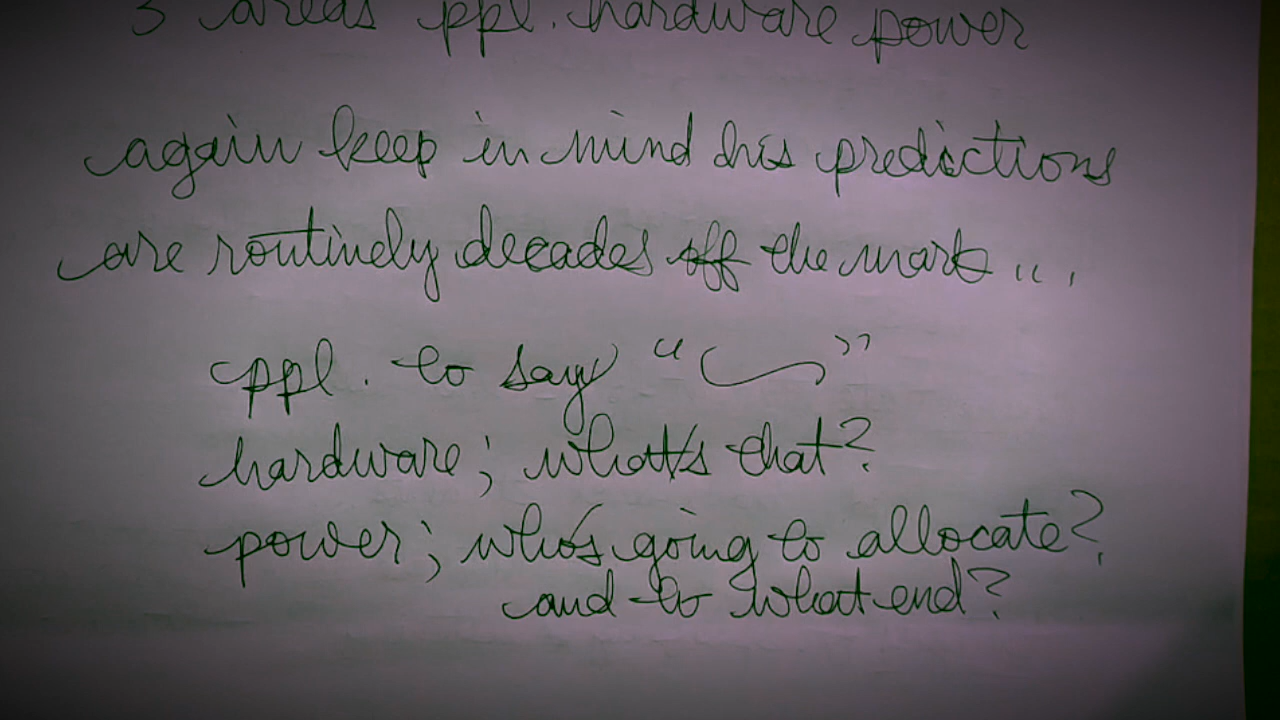 3 areas ppl. hardware power
again keep in mind his predictions
are routinely decades off the mark...
ppl. to say “ ”
hardware; what's that?
power; who's going to allocate?
and to what end?